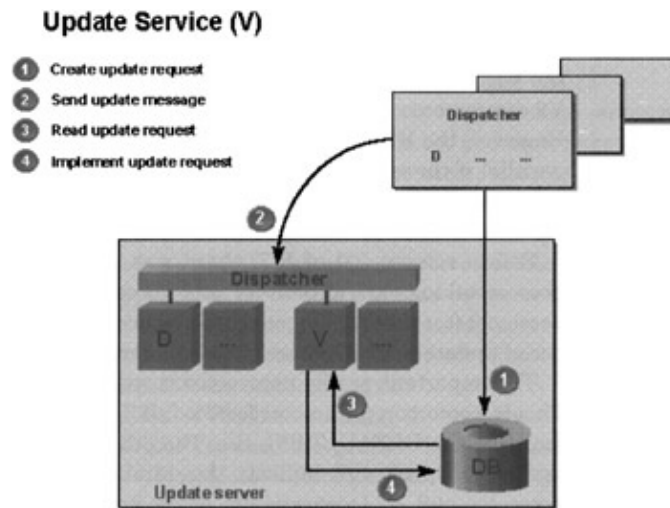 Update Service (V)
1 Create update request
2 Send update message
3 Read update request
4 Implement update request
Dispatcher
D ... ...
2
Dispatcher
D ... V ...
1
3
DB
4
Update server